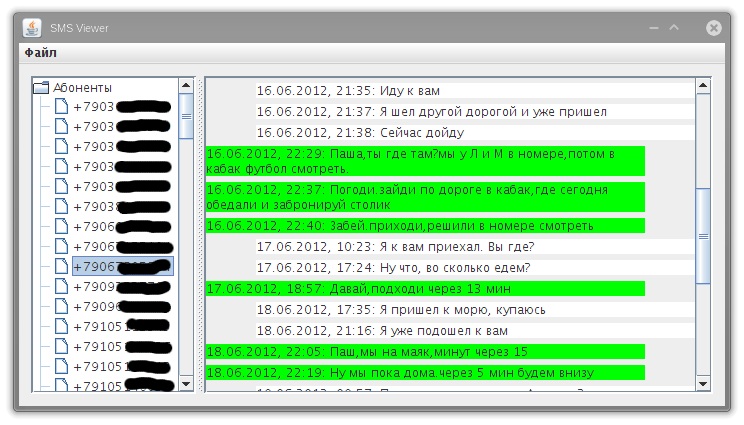 SMS Viewer
Файл
Абоненты
+7903
+7903
+7903
+7903
+7903
+7903
+7906
+7906
+7906
+7909
+7909
+79105
+79105
+79105
+79105
16.06.2012, 21:35: Иду к вам
16.06.2012, 21:37: Я шел другой дорогой и уже пришел
16.06.2012, 21:38: Сейчас дойду
16.06.2012, 22:29: Паша,ты где там?мы у Л и М в номере,потом в
кабак футбол смотреть.
16.06.2012, 22:37: Погоди.зайди по дороге в кабак,где сегодня
обедали и забронируй столик
16.06.2012, 22:40: Забей.приходи,решили в номере смотреть
17.06.2012, 10:23: Я к вам приехал. Вы где?
17.06.2012, 17:24: Ну что, во сколько едем?
17.06.2012, 18:57: Давай,подходи через 13 мин
18.06.2012, 17:35: Я пришел к морю, купаюсь
18.06.2012, 21:16: Я уже подошел к вам
18.06.2012, 22:05: Паш,мы на маяк,минут через 15
18.06.2012, 22:19: Ну мы пока дома.через 5 мин будем внизу